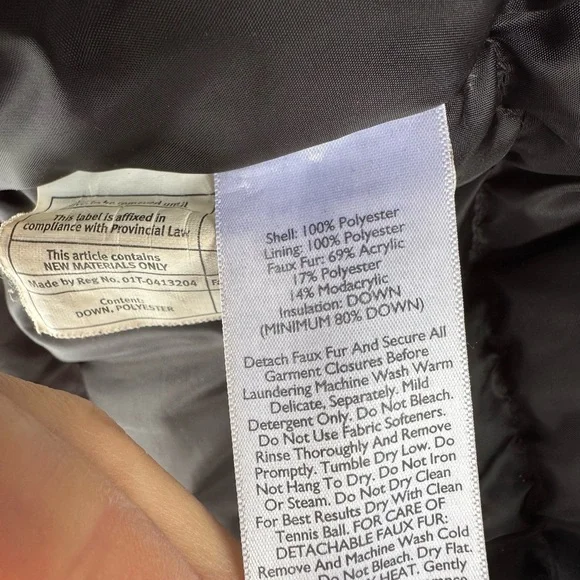 This label is affixed in
compliance with Provincial Law
This article contains
NEW MATERIALS ONLY
Made by Reg No. 01T-0413204
Content:
DOWN, POLYESTER
Shell: 100% Polyester
Lining: 100% Polyester
Faux Fur: 69% Acrylic
17% Polyester
14% Modacrylic
Insulation: DOWN
(MINIMUM 80% DOWN)
Detach Faux Fur And Secure All
Garment Closures Before
Laundering Machine Wash Warm
Delicate, Separately. Mild
Detergent Only. Do Not Bleach.
Do Not Use Fabric Softeners.
Rinse Thoroughly And Remove
Promptly. Tumble Dry Low. Do
Not Hang To Dry. Do Not Iron
Or Steam. Do Not Dry Clean
For Best Results Dry With Clean
Tennis Ball. FOR CARE OF
DETACHABLE FAUX FUR:
Remove And Machine Wash Cold
Do Not Bleach. Dry Flat.
HEAT. Gently